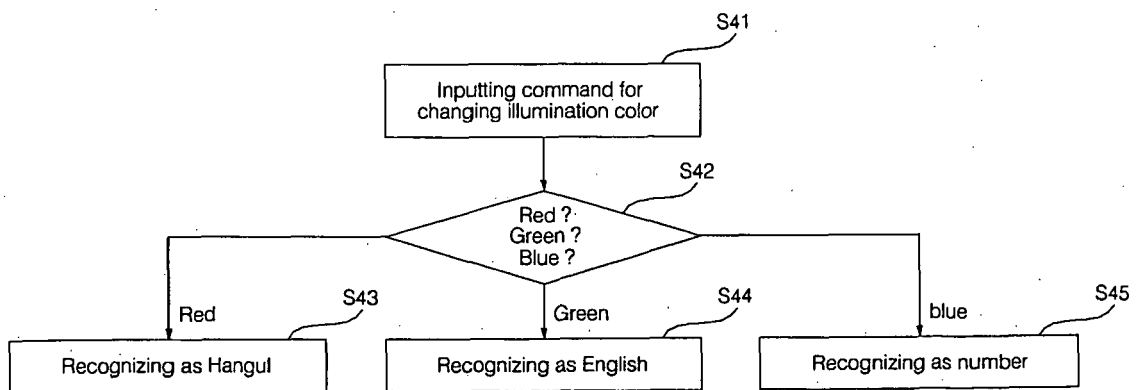 S41
Inputting command for
changing illumination color
S42
Red ?
Green ?
Blue ?
Red
S43
Green
S44
blue
S45
Recognizing as Hangul
Recognizing as English
Recognizing as number